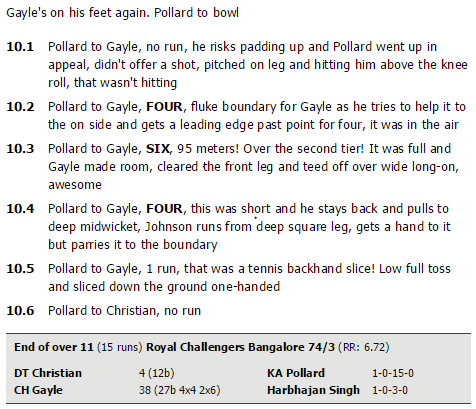 Gayle's on his feet again. Pollard to bowl
10.1 Pollard to Gayle, no run, he risks padding up and Pollard went up in
appeal, didn't offer a shot, pitched on leg and hitting him above the knee
roll, that wasn't hitting
10.2 Pollard to Gayle, FOUR, fluke boundary for Gayle as he tries to help it to
the on side and gets a leading edge past point for four, it was in the air
10.3 Pollard to Gayle, SIX, 95 meters! Over the second tier! It was full and
Gayle made room, cleared the front leg and teed off over wide long-on,
awesome
10.4 Pollard to Gayle, FOUR, this was short and he stays back and pulls to
deep midwicket, Johnson runs from deep square leg, gets a hand to it
but parries it to the boundary
10.5 Pollard to Gayle, 1 run, that was a tennis backhand slice! Low full toss
and sliced down the ground one-handed
10.6 Pollard to Christian, no run
End of over 11 (15 runs) Royal Challengers Bangalore 74/3 (RR: 6.72)
DT Christian 4 (12b) KA Pollard 1-0-15-0
CH Gayle 38 (27b 4x4 2x6) Harbhajan Singh 1-0-3-0